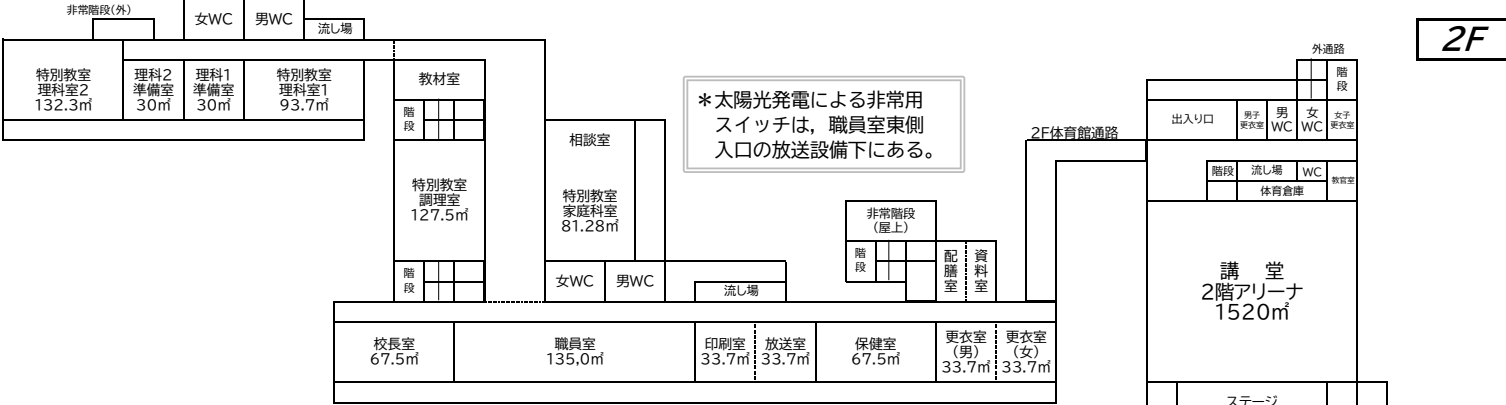 非常階段(外)
女WC
男WC
流し場
2F
特別教室
理科室2
132.3㎡
理科2
準備室
30㎡
理科1
準備室
30㎡
特別教室
理科室1
93.7㎡
教材室
階
段
相談室
特別教室
調理室
127.5㎡
特別教室
家庭科室
81.28㎡
階
段
女WC
男WC
流し場
＊太陽光発電による非常用
スイッチは，職員室東側
入口の放送設備下にある。
非常階段
(屋上)
階
段
配膳室
資料室
2F体育館通路
外通路
階
段
出入り口
男子
更衣室
男
WC
女
WC
女子
更衣室
階段
流し場
WC
教官室
体育倉庫
講　堂
2階アリーナ
1520㎡
ステージ
校長室
67.5㎡
職員室
135,0㎡
印刷室
33.7㎡
放送室
33.7㎡
保健室
67.5㎡
更衣室
(男)
33.7㎡
更衣室
(女)
33.7㎡